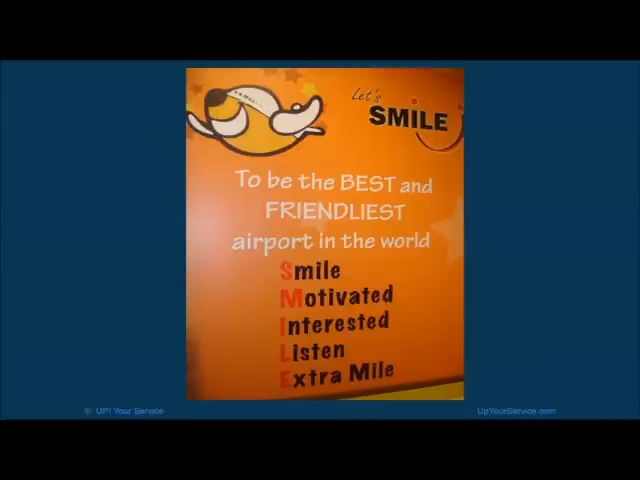 Let's
SMILE
To be the BEST and
FRIENDLIEST
airport in the world
Smile
Motivated
Interested
Listen
Extra Mile
© UP! Your Service
UpYourService.com